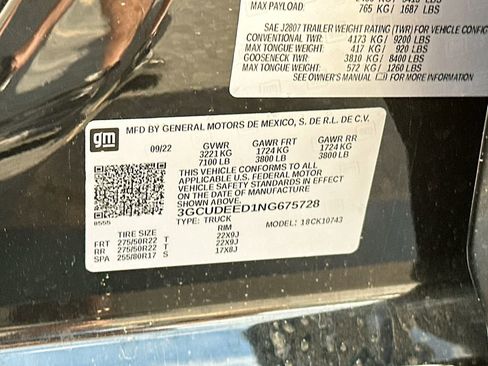 MAX PAYLOAD: 765 KG/ 1687 LBS
SAE J2807 TRAILER WEIGHT RATING (TWR) FOR VEHICLE CONFIG
CONVENTIONAL TWR: 4173 KG/ 9200 LBS
MAX TONGUE WEIGHT: 417 KG/ 920 LBS
GOOSENECK TWR: 3810 KG/ 8400 LBS
MAX TONGUE WEIGHT: 572 KG/ 1260 LBS
SEE OWNER'S MANUAL FOR MORE INFORMATION
gm
MFD BY GENERAL MOTORS DE MEXICO, S. DE R.L. DE C.V.
09/22 GVWR GAWR FRT GAWR RR
3221 KG 1724 KG 1724 KG
7100 LB 3800 LB 3800 LB
THIS VEHICLE CONFORMS TO ALL
APPLICABLE U.S. FEDERAL MOTOR
VEHICLE SAFETY STANDARDS IN EFFECT
ON THE DATE OF MANUFACTURE
SHOWN ABOVE.
3GCUDEED1NG675728
TYPE: TRUCK MODEL: 18CK10743
TIRE SIZE RIM
FRT 275/50R22 T 22X9J
RR 275/50R22 T 22X9J
SPA 255/80R17 S 17X8J